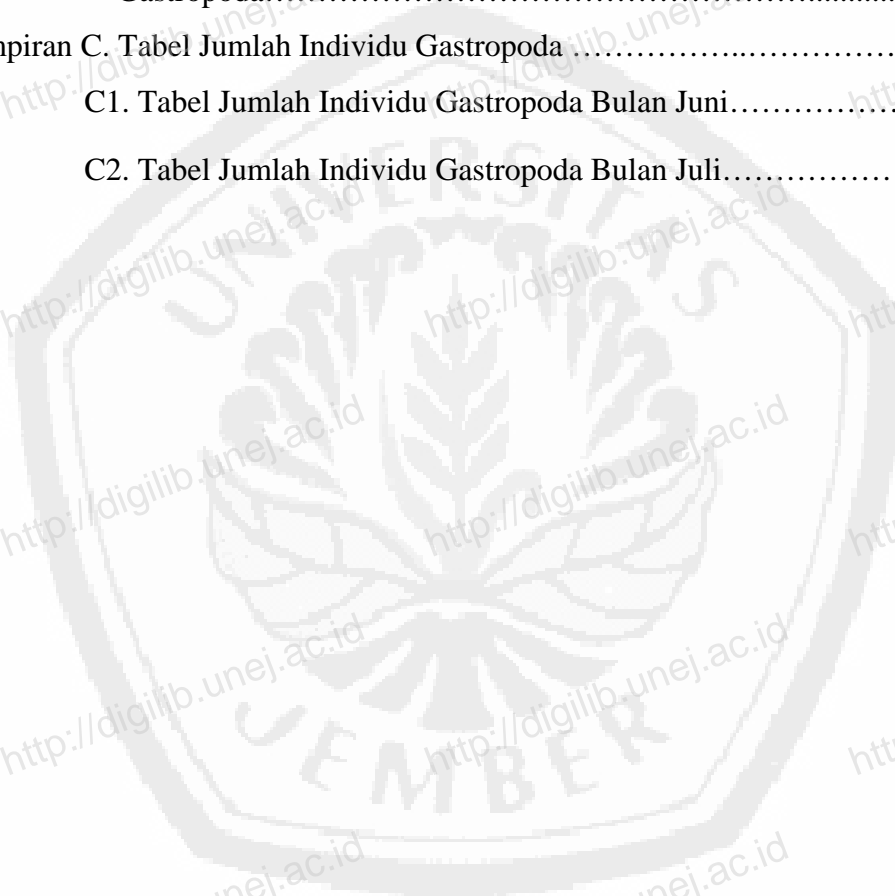 Gastropoda……………………………………………………...........
npiran C. Tabel Jumlah Individu Gastropoda ……………..……………
C1. Tabel Jumlah Individu Gastropoda Bulan Juni………………
C2. Tabel Jumlah Individu Gastropoda Bulan Juli………………
UNIVERSITAS
JEMBER
http://digilib.unej.ac.id
http://digilib.unej.ac.id
http://digilib.unej.ac.id
http://digilib.unej.ac.id
http://digilib.unej.ac.id
http://digilib.unej.ac.id
http://digilib.unej.ac.id
http://digilib.unej.ac.id